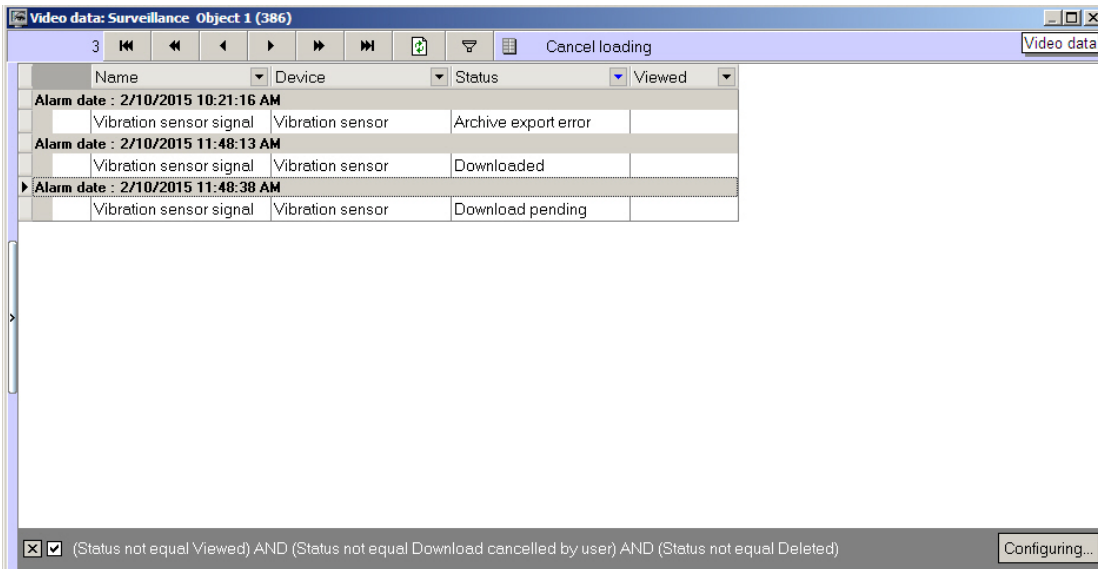 Video data: Surveillance Object 1 (386)
3 Cancel loading Video data
Name Device Status Viewed
Alarm date : 2/10/2015 10:21:16 AM
Vibration sensor signal Vibration sensor Archive export error
Alarm date : 2/10/2015 11:48:13 AM
Vibration sensor signal Vibration sensor Downloaded
Alarm date : 2/10/2015 11:48:38 AM
Vibration sensor signal Vibration sensor Download pending
(Status not equal Viewed) AND (Status not equal Download cancelled by user) AND (Status not equal Deleted) Configuring...